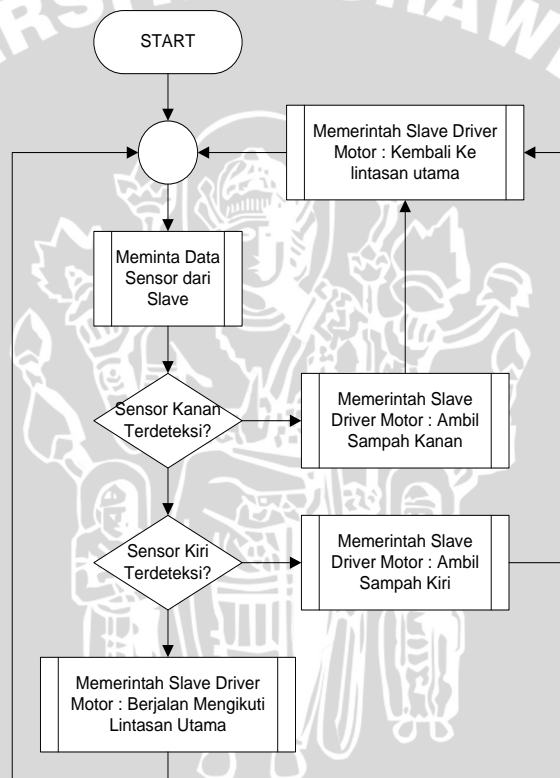 START
Memerintah Slave Driver
Motor : Kembali Ke
lintasan utama
Meminta Data
Sensor dari
Slave
Sensor Kanan
Terdeteksi?
Memerintah Slave
Driver Motor : Ambil
Sampah Kanan
Sensor Kiri
Terdeteksi?
Memerintah Slave
Driver Motor : Ambil
Sampah Kiri
Memerintah Slave Driver
Motor : Berjalan Mengikuti
Lintasan Utama